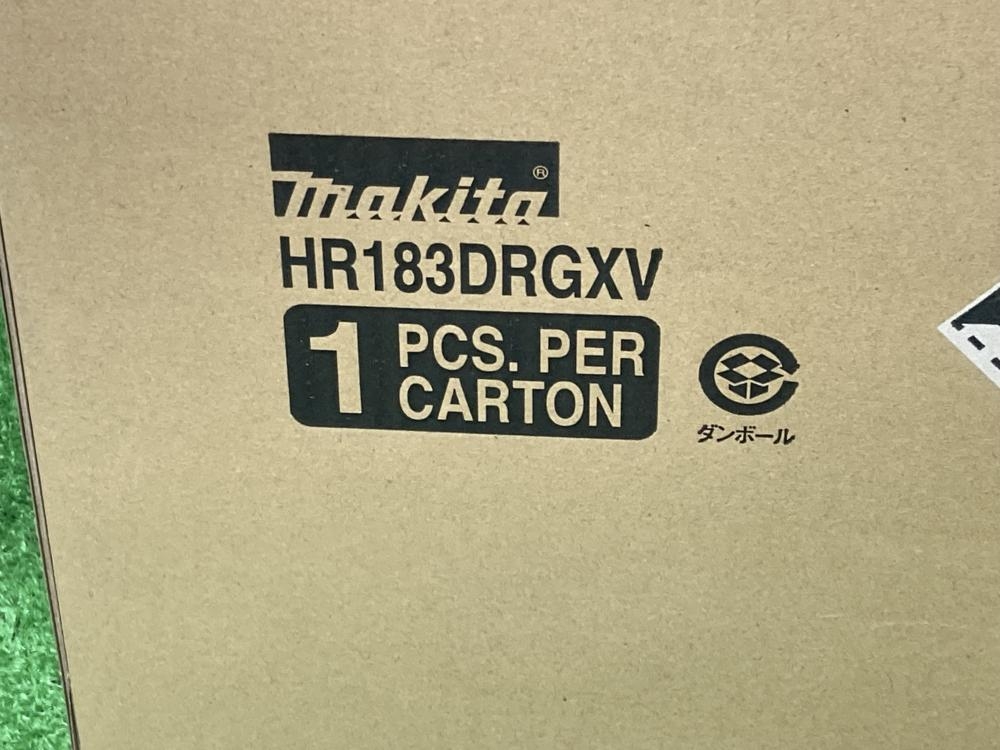 makita®
HR183DRGXV
1 PCS. PER
CARTON
ダンボール